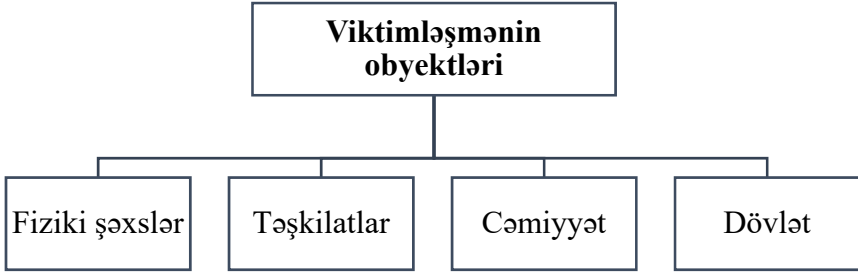 Viktimləşmənin
obyektləri
Fiziki şəxslər
Təşkilatlar
Cəmiyyət
Dövlət